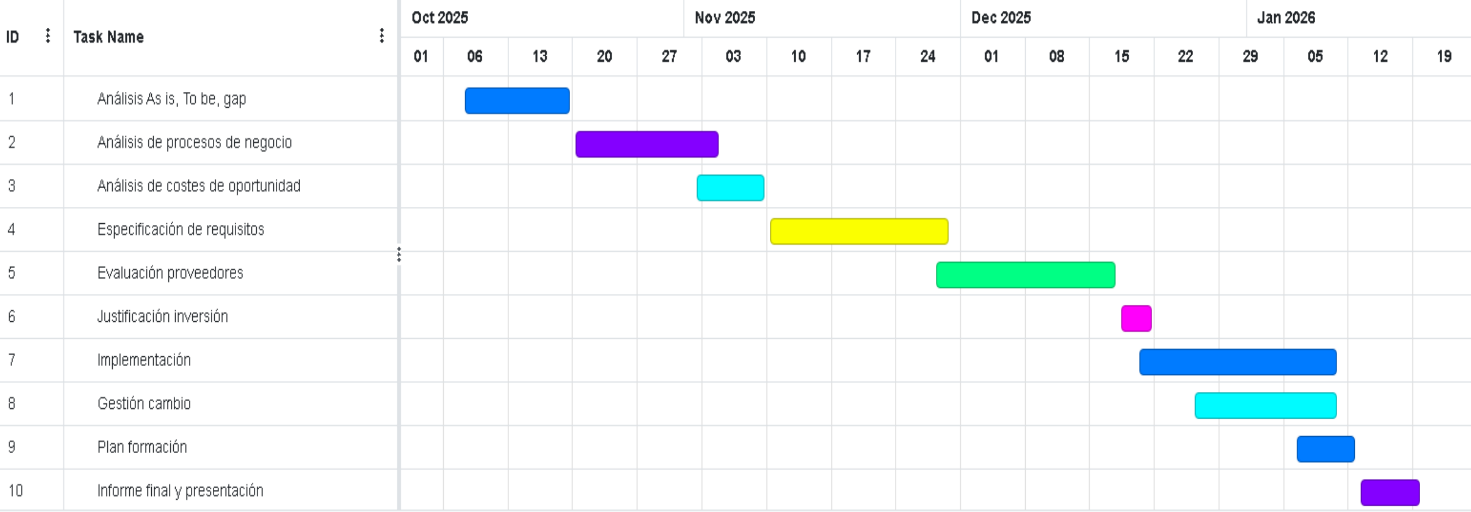 Oct 2025 Nov 2025 Dec 2025 Jan 2026
ID Task Name
01 06 13 20 27 03 10 17 24 01 08 15 22 29 05 12 19
1 Análisis As is, To be, gap
2 Análisis de procesos de negocio
3 Análisis de costes de oportunidad
4 Especificación de requisitos
5 Evaluación proveedores
6 Justificación inversión
7 Implementación
8 Gestión cambio
9 Plan formación
10 Informe final y presentación